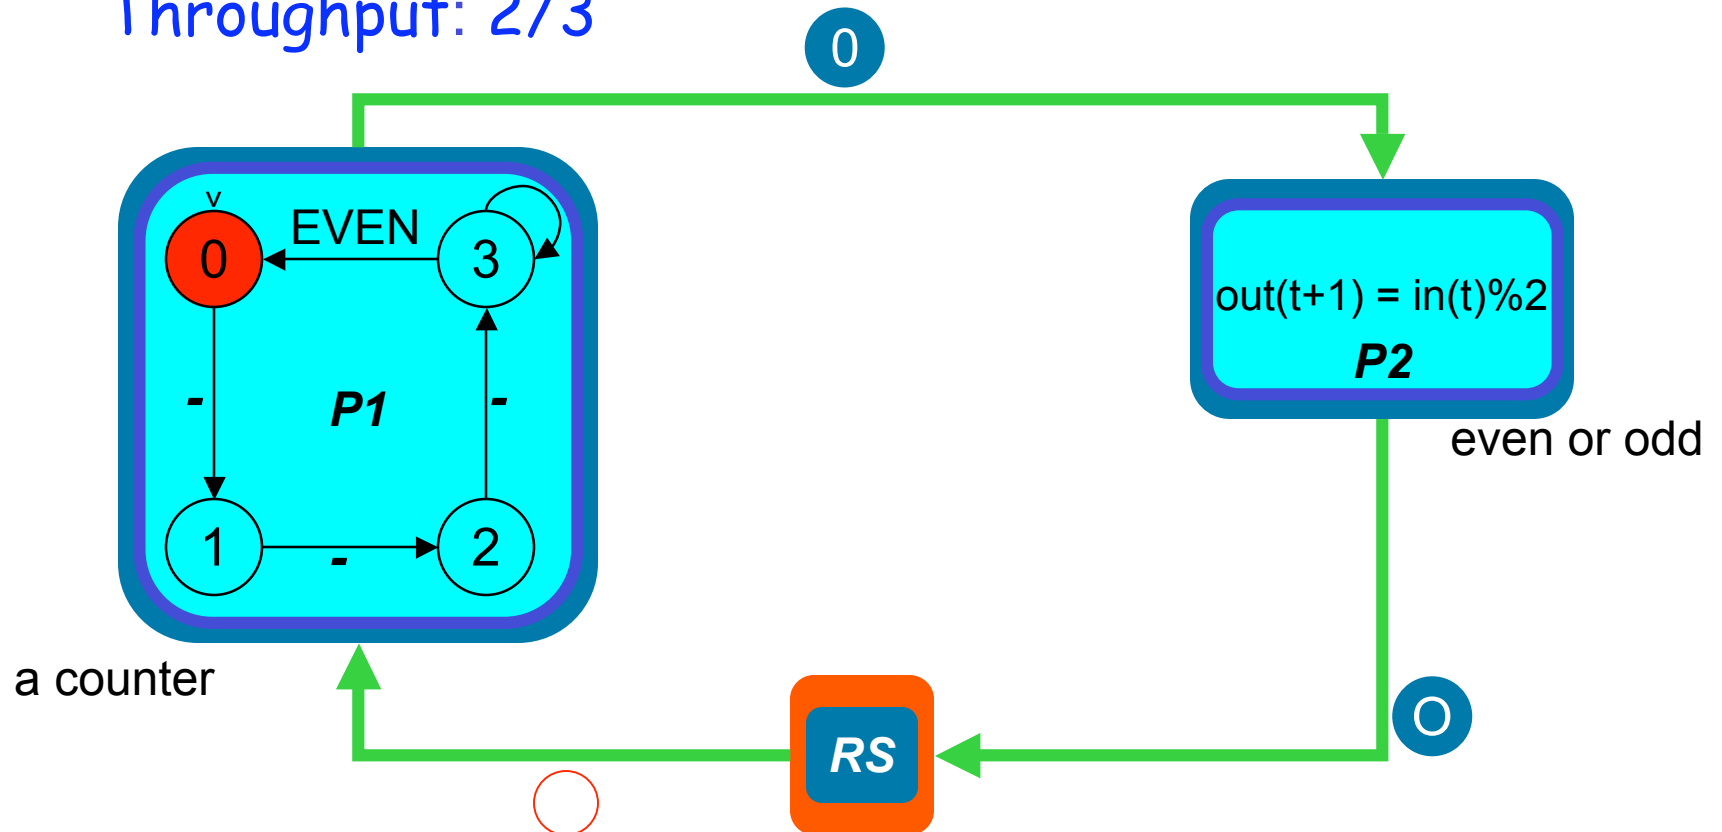 Throughput: 2/3
0
v
EVEN
0
3
out(t+1) = in(t)%2
P2
-
P1
-
even or odd
1
-
2
a counter
O
RS